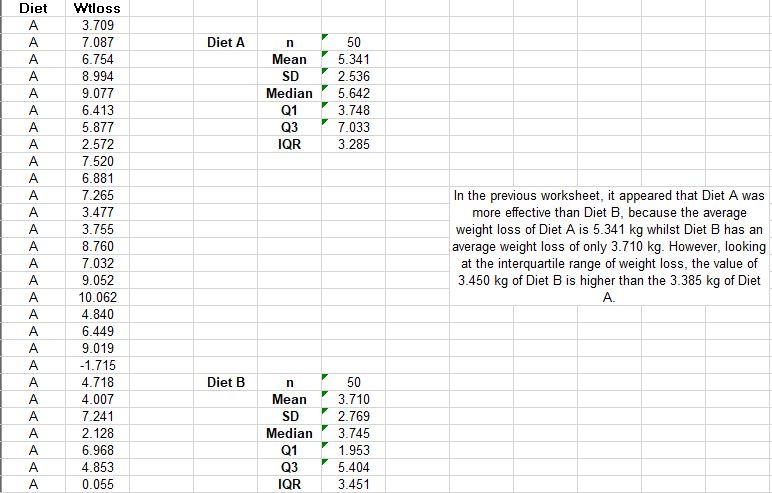 Diet Wtloss
A 3.709
A 7.087 Diet A n 50
A 6.754 Mean 5.341
A 8.994 SD 2.536
A 9.077 Median 5.642
A 6.413 Q1 3.748
A 5.877 Q3 7.033
A 2.572 IQR 3.285
A 7.520
A 6.881
A 7.265 In the previous worksheet, it appeared that Diet A was
A 3.477 more effective than Diet B, because the average
A 3.755 weight loss of Diet A is 5.341 kg whilst Diet B has an
A 8.760 average weight loss of only 3.710 kg. However, looking
A 7.032 at the interquartile range of weight loss, the value of
A 9.052 3.450 kg of Diet B is higher than the 3.385 kg of Diet
A 10.062 A.
A 4.840
A 6.449
A 9.019
A -1.715
A 4.718 Diet B n 50
A 4.007 Mean 3.710
A 7.241 SD 2.769
A 2.128 Median 3.745
A 6.968 Q1 1.953
A 4.853 Q3 5.404
A 0.055 IQR 3.451